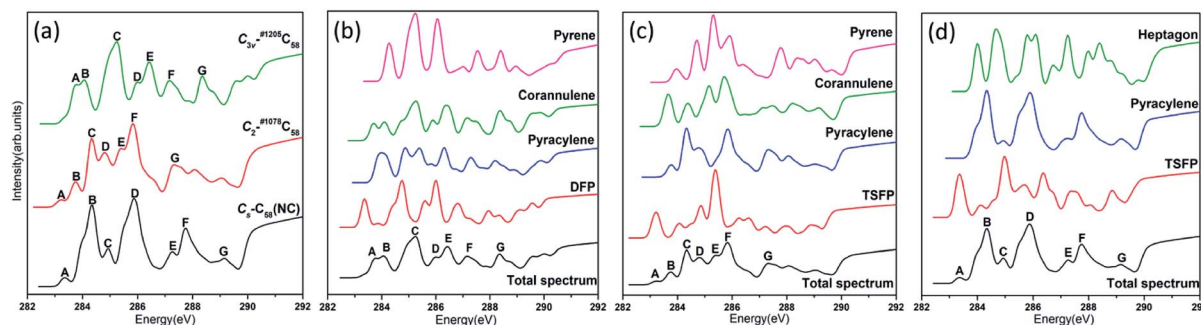 (a)
C3v-#1205C58
A B C D E F G
C2-#1078C58
A B C D E F G
Cs-C58(NC)
A B C D E F G
Intensity(arb.units)
282 284 286 288 290 292
Energy(eV)
(b)
Pyrene
Corannulene
Pyracylene
DFP
A B C D E F G
Total spectrum
282 284 286 288 290 292
Energy(eV)
(c)
Pyrene
Corannulene
Pyracylene
TSFP
A B C D E F G
Total spectrum
282 284 286 288 290 292
Energy(eV)
(d)
Heptagon
Pyracylene
TSFP
A B C D E F G
Total spectrum
282 284 286 288 290
Energy(eV)